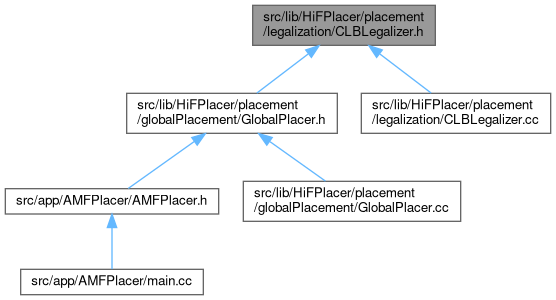 src/lib/HiFPlacer/placement
/legalization/CLBLegalizer.h
src/lib/HiFPlacer/placement
/globalPlacement/GlobalPlacer.h
src/lib/HiFPlacer/placement
/legalization/CLBLegalizer.cc
src/app/AMFPlacer/AMFPlacer.h
src/lib/HiFPlacer/placement
/globalPlacement/GlobalPlacer.cc
src/app/AMFPlacer/main.cc